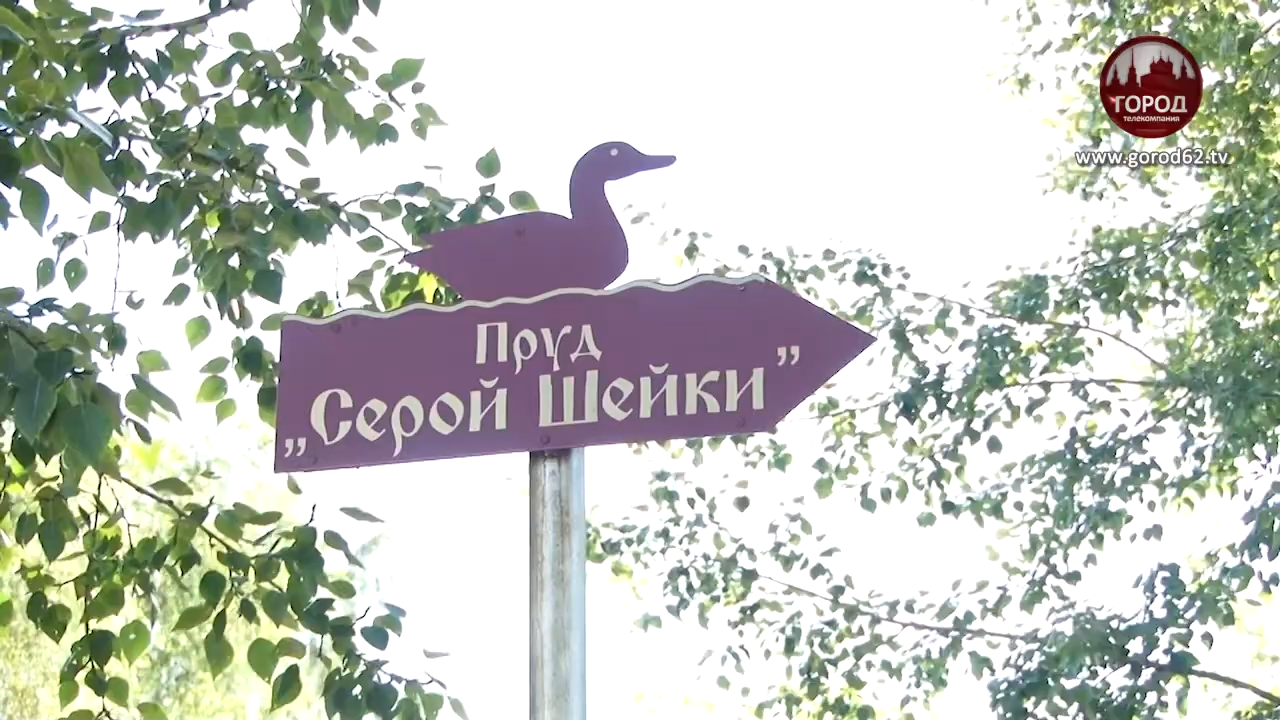 ГОРОД
телекомпания
www.gorod62.tv
Пруд
„Серой Шейки”